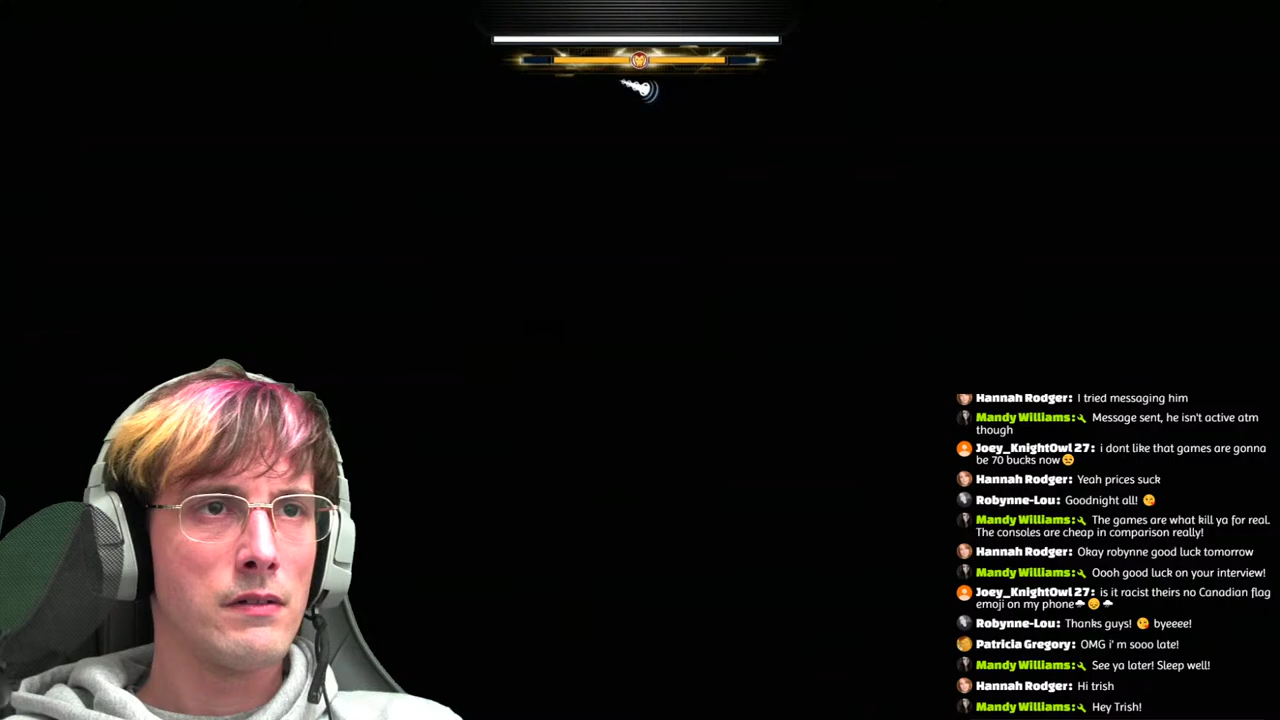 Hannah Rodger: I tried messaging him
Mandy Williams: Message sent, he isn't active atm
though
Joey_KnightOwl 27: i dont like that games are gonna
be 70 bucks now😒
Hannah Rodger: Yeah prices suck
Robynne-Lou: Goodnight all! 😘
Mandy Williams: The games are what kill ya for real.
The consoles are cheap in comparison really!
Hannah Rodger: Okay robynne good luck tomorrow
Mandy Williams: Oooh good luck on your interview!
Joey_KnightOwl 27: is it racist theirs no Canadian flag
emoji on my phone🌩😔🌩
Robynne-Lou: Thanks guys! 😘 byeeee!
Patricia Gregory: OMG i' m sooo late!
Mandy Williams: See ya later! Sleep well!
Hannah Rodger: Hi trish
Mandy Williams: Hey Trish!